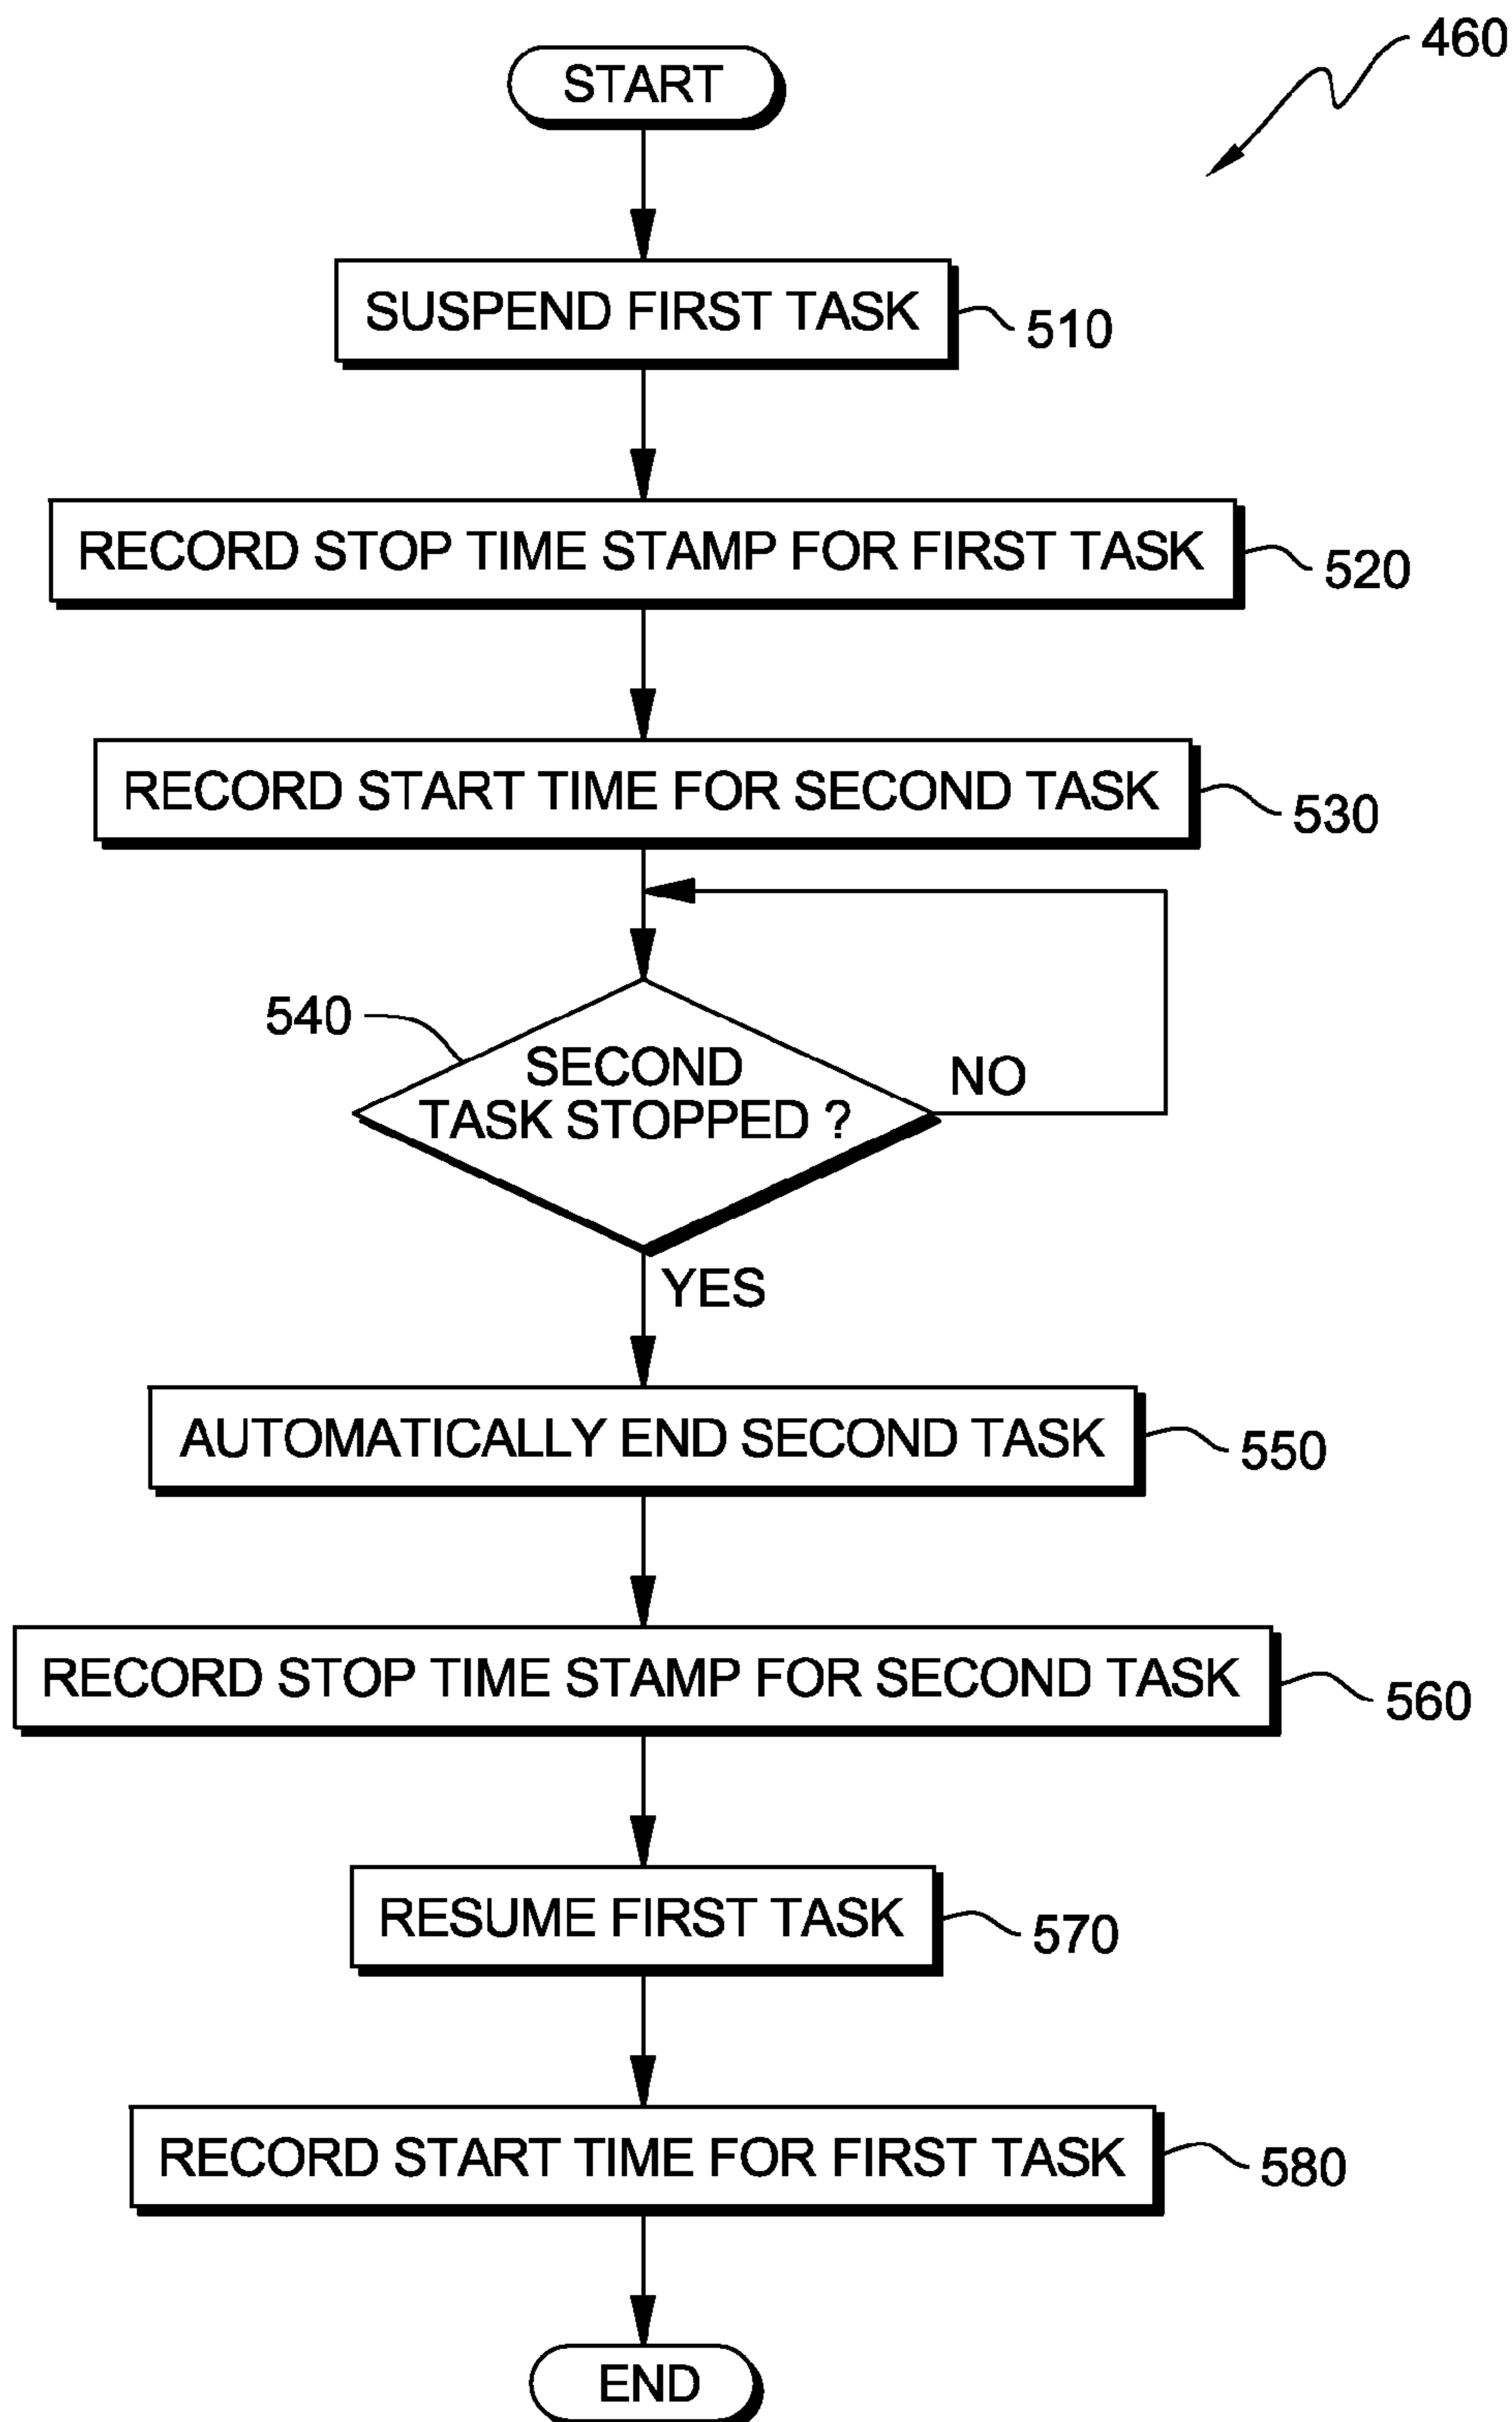 460
START
SUSPEND FIRST TASK
510
RECORD STOP TIME STAMP FOR FIRST TASK
520
RECORD START TIME FOR SECOND TASK
530
540
SECOND
TASK STOPPED ?
NO
YES
AUTOMATICALLY END SECOND TASK
550
RECORD STOP TIME STAMP FOR SECOND TASK
560
RESUME FIRST TASK
570
RECORD START TIME FOR FIRST TASK
580
END